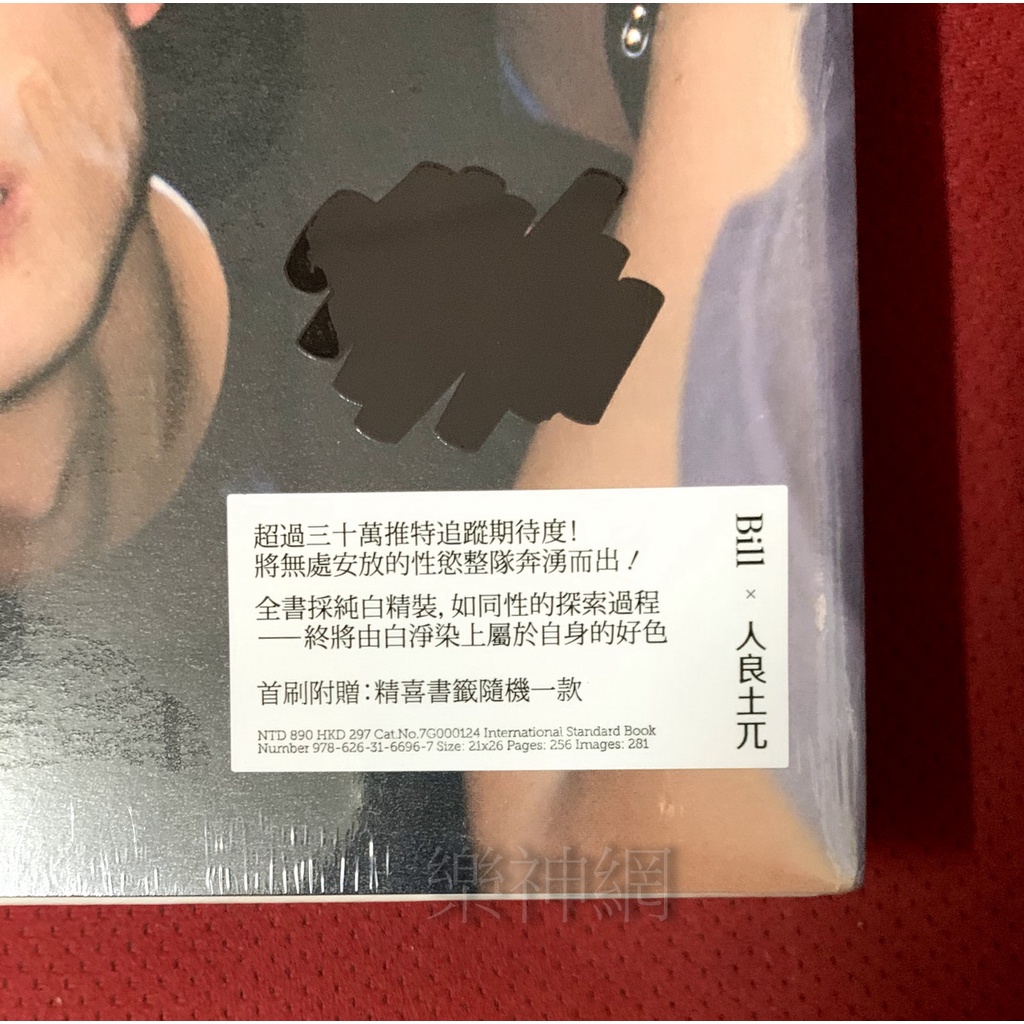 超過三十萬推特追蹤期待度!
將無處安放的性慾整隊奔湧而出!
全書採純白精裝,如同性的探索過程
——終將由白淨染上屬於自身的好色
首刷附贈:精喜書籤隨機一款
NTD 890 HKD 297 Cat.No.7G000124 International Standard Book
Number 978-626-31-6696-7 Size: 21x26 Pages: 256 Images: 281
Bill × 人良土兀
樂神網